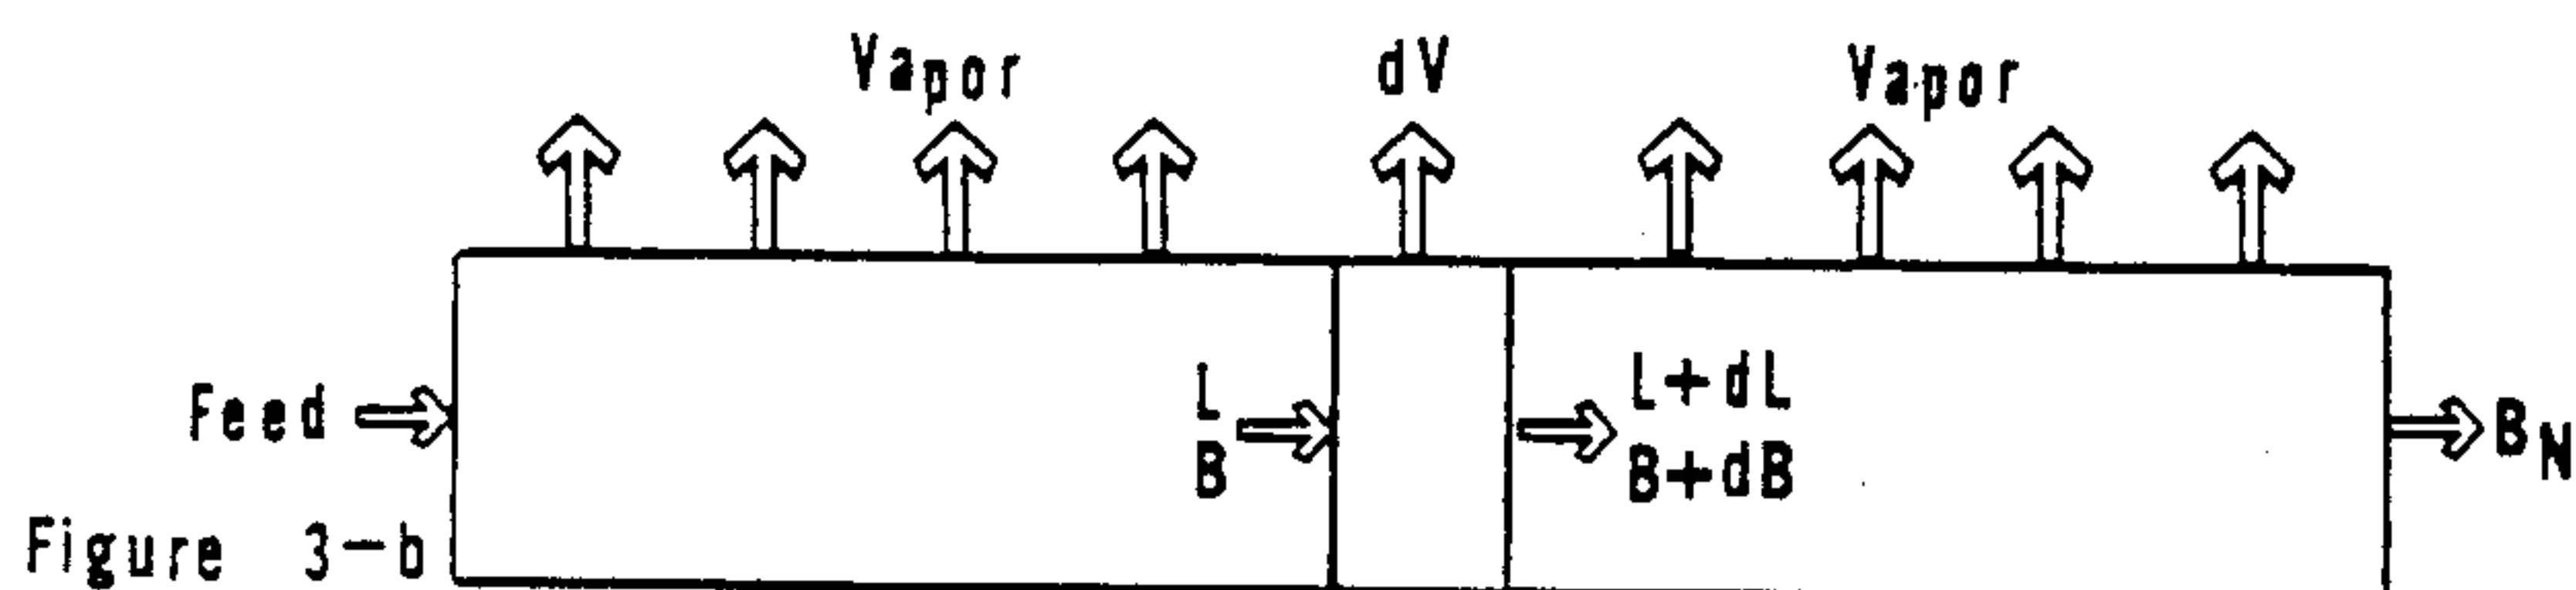 Vapor dV Vapor
Feed
L
B
L+dL
B+dB
B_N
Figure 3-b